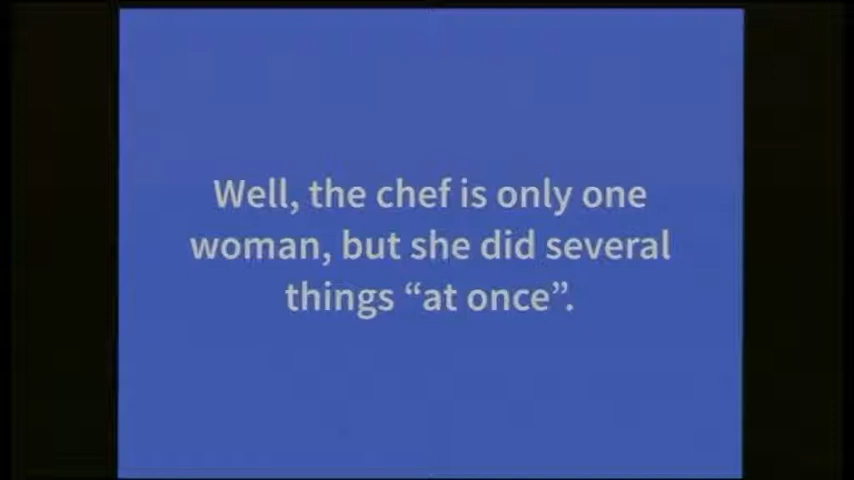 Well, the chef is only one
woman, but she did several
things “at once”.